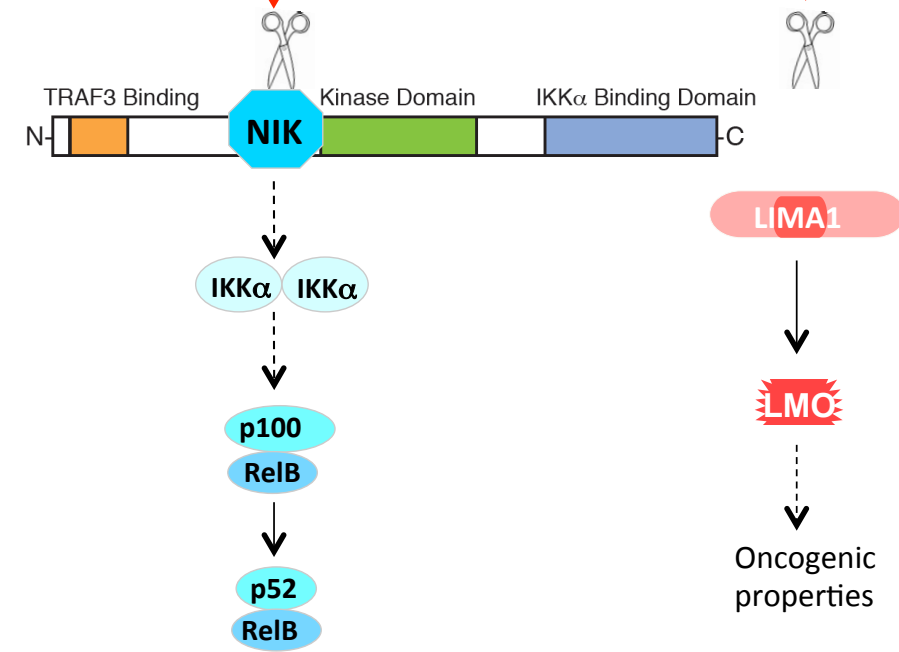 TRAF3 Binding
Kinase Domain
IKKα Binding Domain
N-
NIK
-C
LIMA1
IKKα
IKKα
LMO
p100
RelB
Oncogenic
properties
p52
RelB